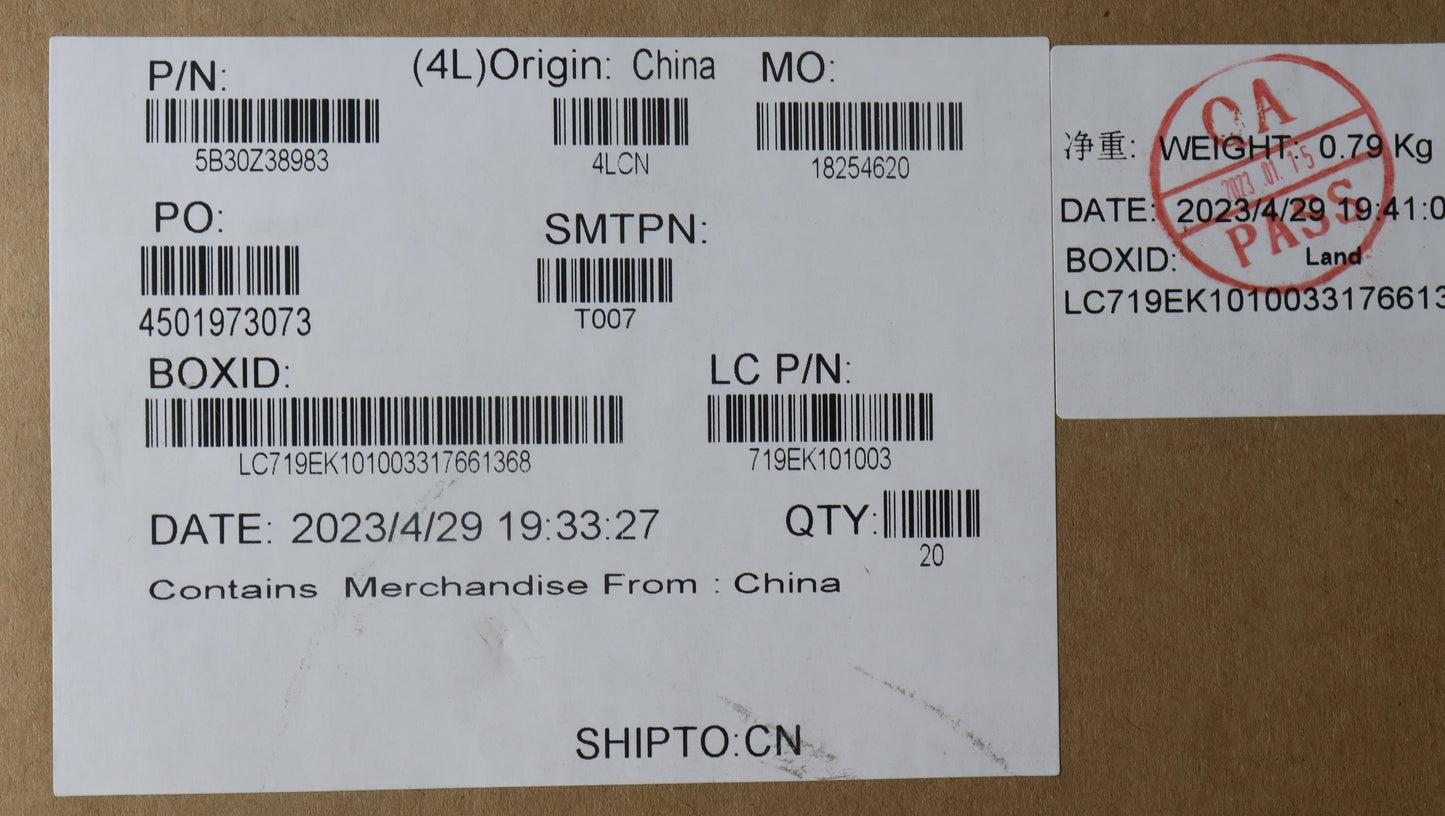 P/N:
5B30Z38983
(4L)Origin: China
4LCN
MO:
18254620
PO:
4501973073
SMTPN:
T007
BOXID:
LC719EK101003317661368
LC P/N:
719EK101003
DATE: 2023/4/29 19:33:27
QTY:
20
Contains Merchandise From : China
SHIPTO:CN
净重: WEIGHT: 0.79 Kg
DATE: 2023/4/29 19:41:0
BOXID: Land
LC719EK1010033176613
QA
2023 .01. 15
PASS